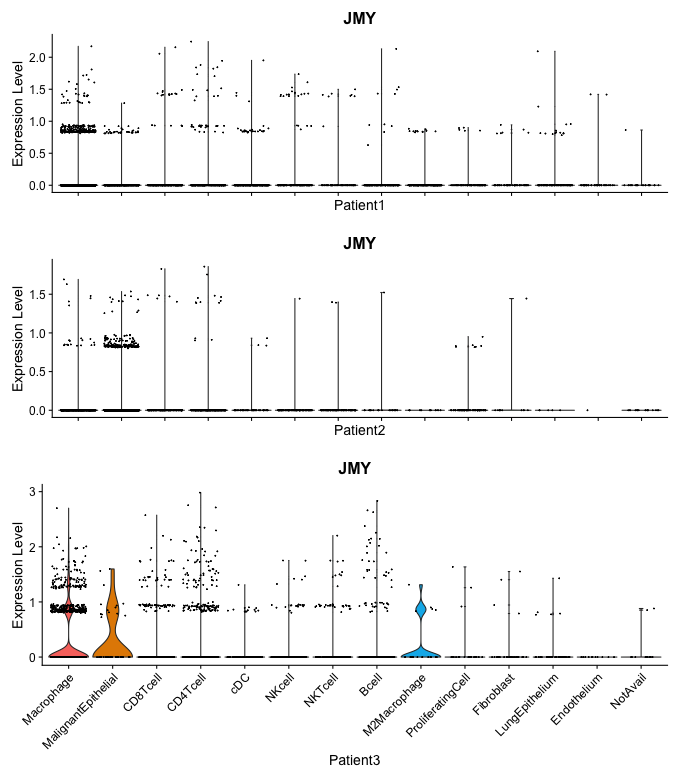 JMY
Expression Level
2.0
1.5
1.0
0.5
0.0
Patient1
JMY
Expression Level
1.5
1.0
0.5
0.0
Patient2
JMY
Expression Level
3
2
1
0
Macrophage
MalignantEpithelial
CD8Tcell
CD4Tcell
cDC
NKcell
NKTcell
Bcell
M2Macrophage
ProliferatingCell
Fibroblast
LungEpithelium
Endothelium
NotAvail
Patient3